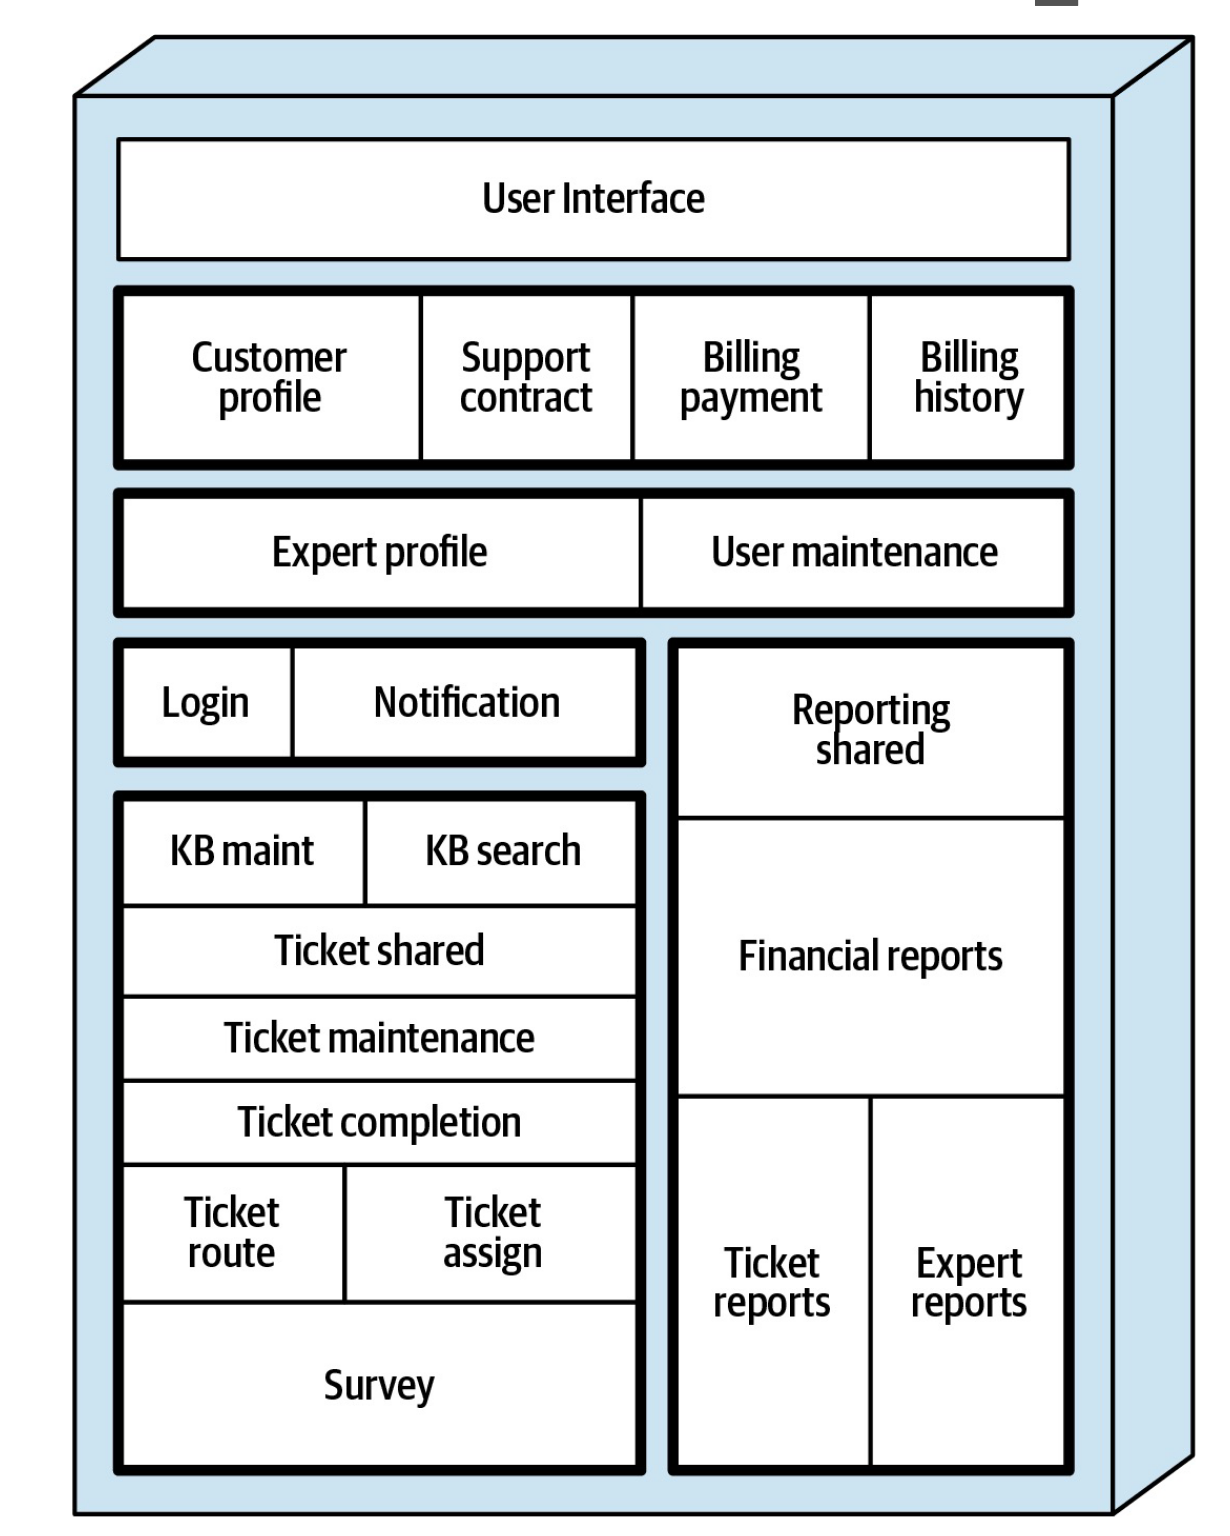 User Interface
Customer
profile
Support
contract
Billing
payment
Billing
history
Expert profile
User maintenance
Login
Notification
Reporting
shared
KB maint
KB search
Ticket shared
Ticket maintenance
Ticket completion
Ticket
route
Ticket
assign
Survey
Financial reports
Ticket
reports
Expert
reports